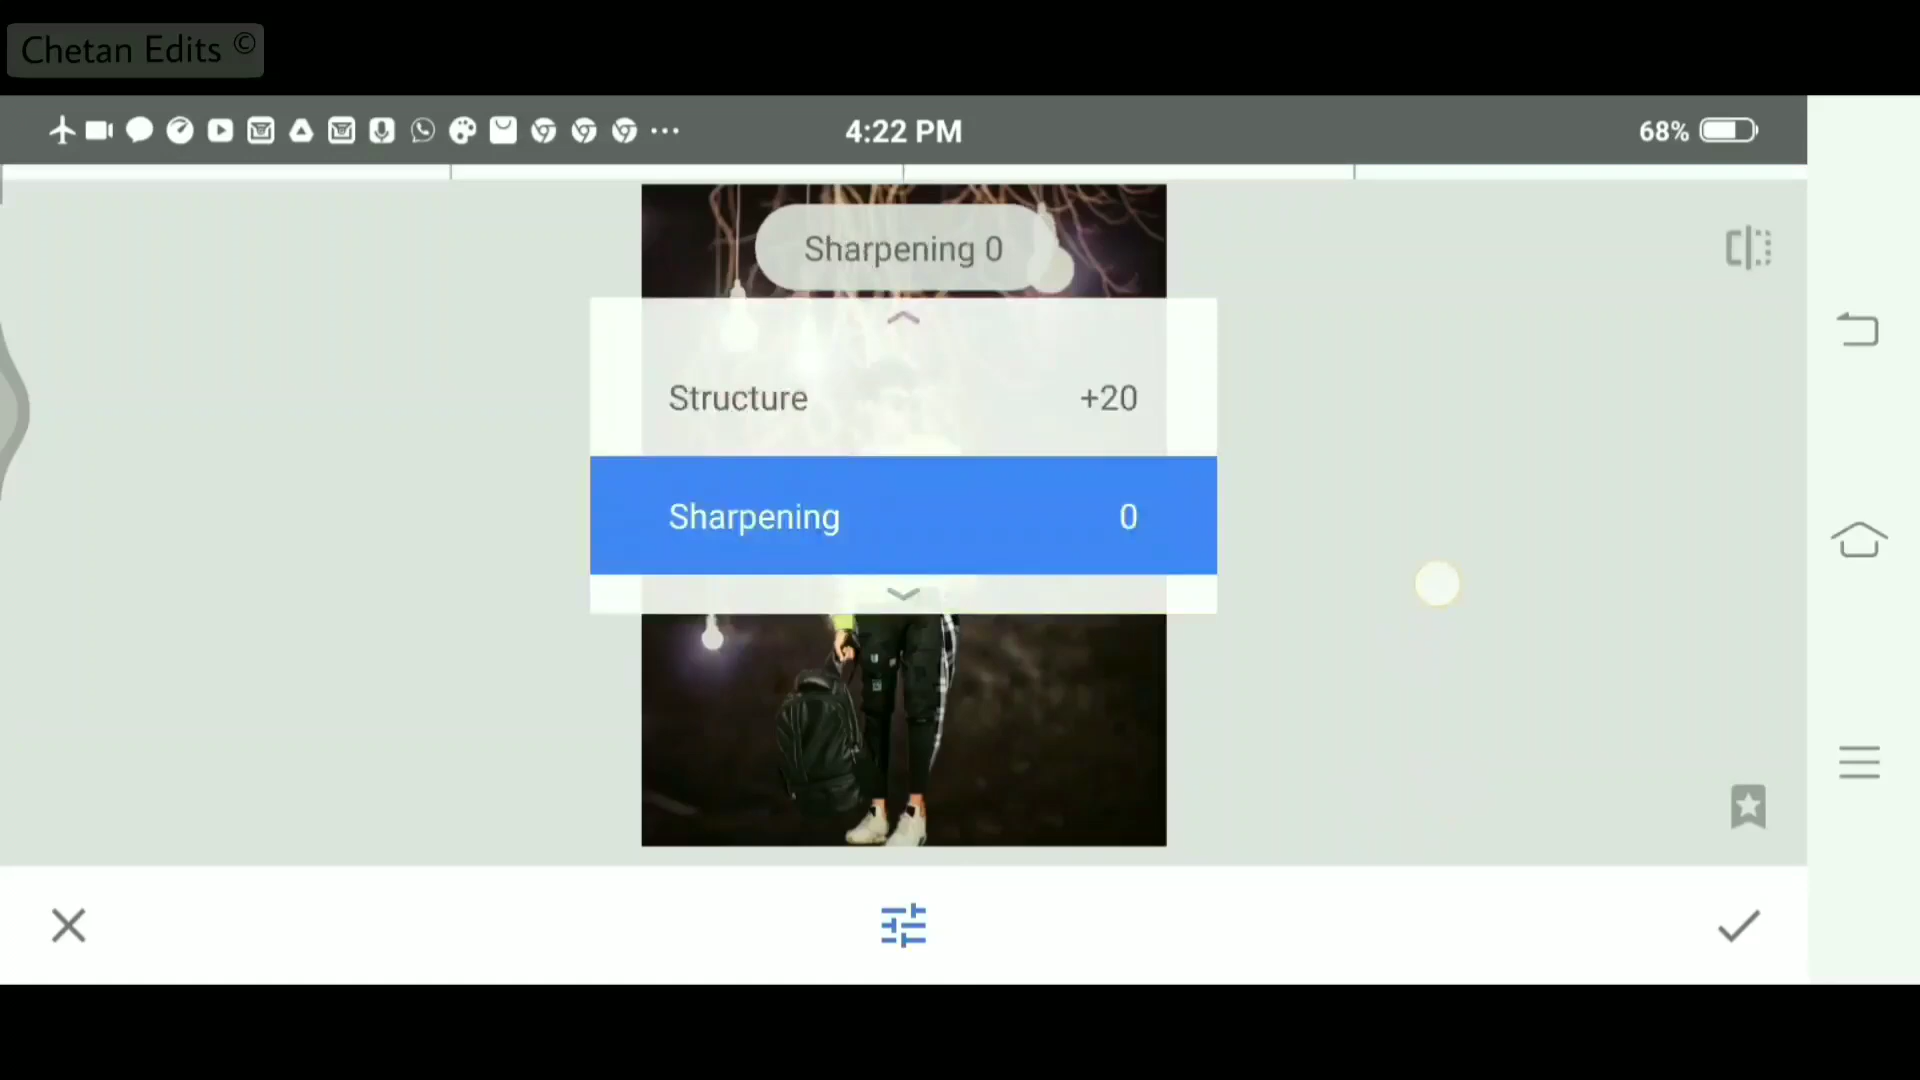 Chetan Edits ©
4:22 PM
68%
Sharpening 0
Structure +20
Sharpening 0